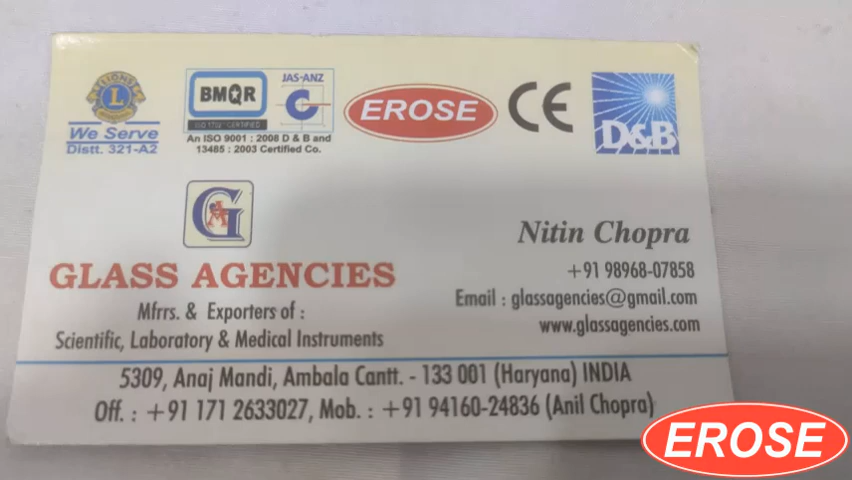 LIONS
L
We Serve
Distt. 321-A2
BMQR
JAS-ANZ
An ISO 9001 : 2008 D & B and
13485 : 2003 Certified Co.
EROSE
CE
D&B
GLASS AGENCIES
Mfrrs. & Exporters of :
Scientific, Laboratory & Medical Instruments
Nitin Chopra
+91 98968-07858
Email : glassagencies@gmail.com
www.glassagencies.com
5309, Anaj Mandi, Ambala Cantt. - 133 001 (Haryana) INDIA
Off. : +91 171 2633027, Mob. : +91 94160-24836 (Anil Chopra)
EROSE